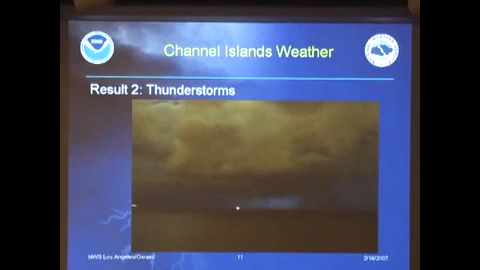 Channel Islands Weather
Result 2: Thunderstorms
NWS Los Angeles/Oxnard
11
2/14/2007